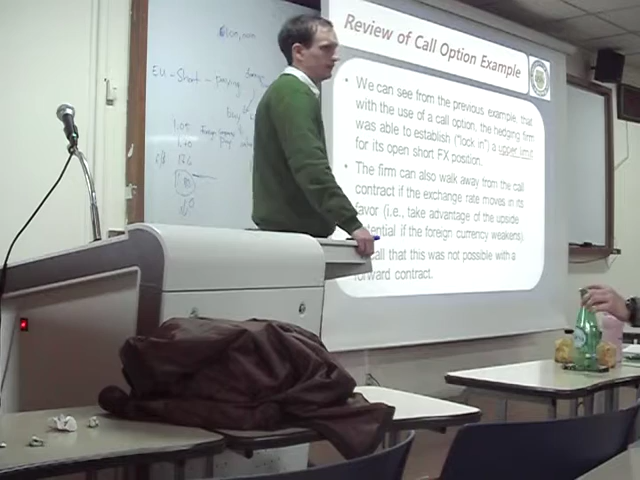 Review of Call Option Example
• We can see from the previous example, that
with the use of a call option, the hedging firm
was able to establish ("lock in") a upper limit
for its open short FX position.
• The firm can also walk away from the call
contract if the exchange rate moves in its
favor (i.e., take advantage of the upside
potential if the foreign currency weakens).
call that this was not possible with a
forward contract.
EU - Short - paying